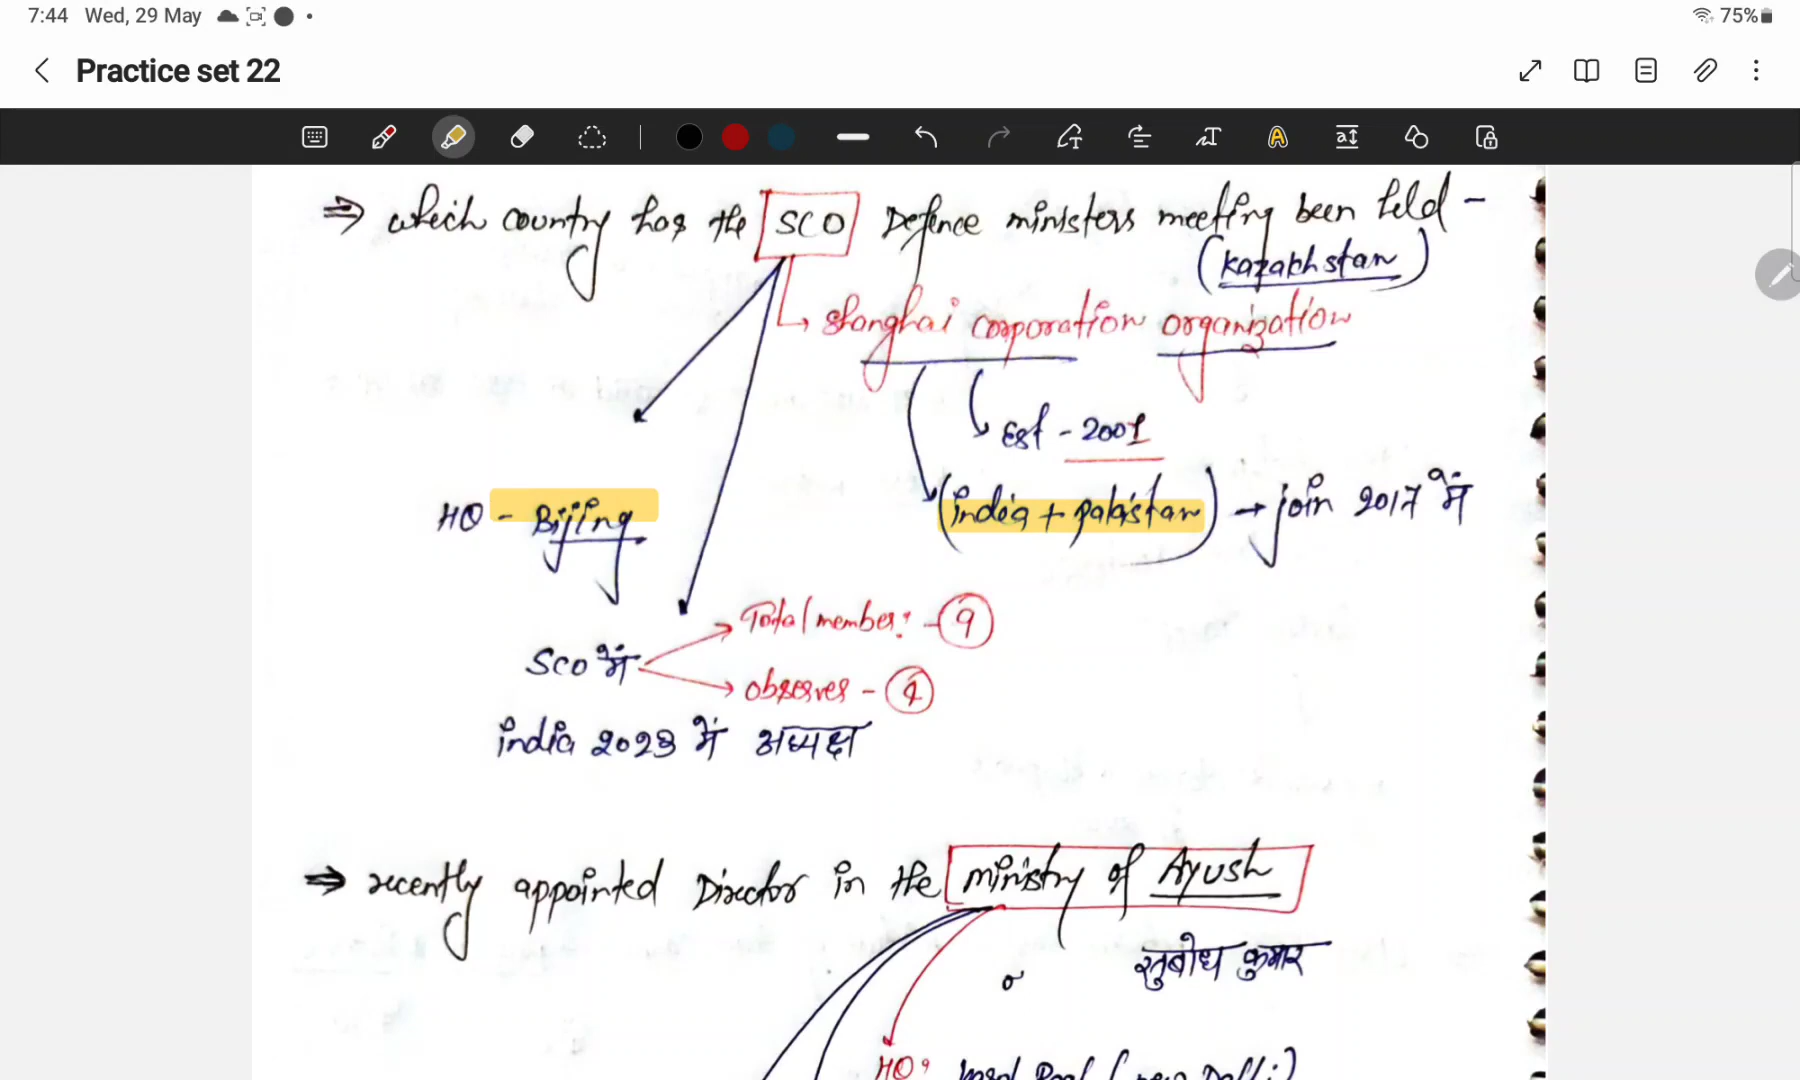 7:44 Wed, 29 May
75%
Practice set 22
⇒ which country has the SCO Defence ministers meeting been held -
(Kazakhstan)
↳ Shanghai corporation organization
Est - 2001
HQ - Bijing
(india + pakistan) → join 2017 में
Total member: - 9
SCO में
observes - 4
india 2023 में अध्यक्ष
⇒ recently appointed Director in the ministry of Ayush
सुबोध कुमार
HQ: